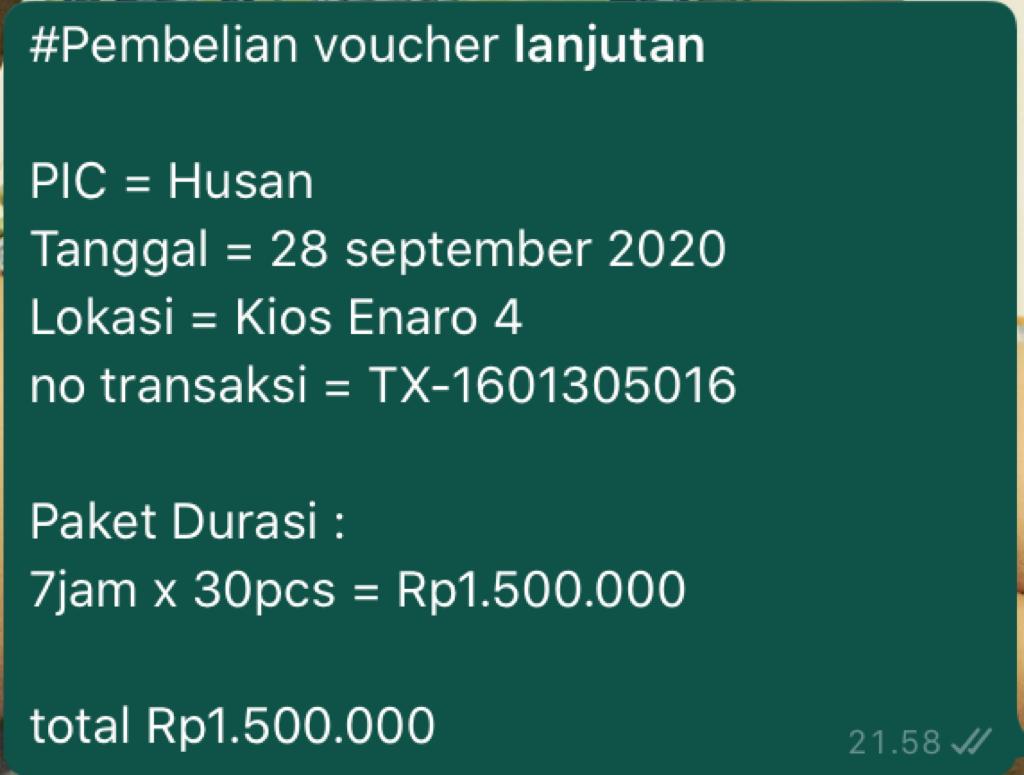 #Pembelian voucher lanjutan
PIC = Husan
Tanggal = 28 september 2020
Lokasi = Kios Enaro 4
no transaksi = TX-1601305016
Paket Durasi :
7jam x 30pcs = Rp1.500.000
total Rp1.500.000
21.58